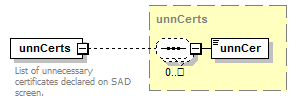 unnCerts
unnCerts
unnCer
0..
List of unnecessary
certificates declared on SAD
screen.